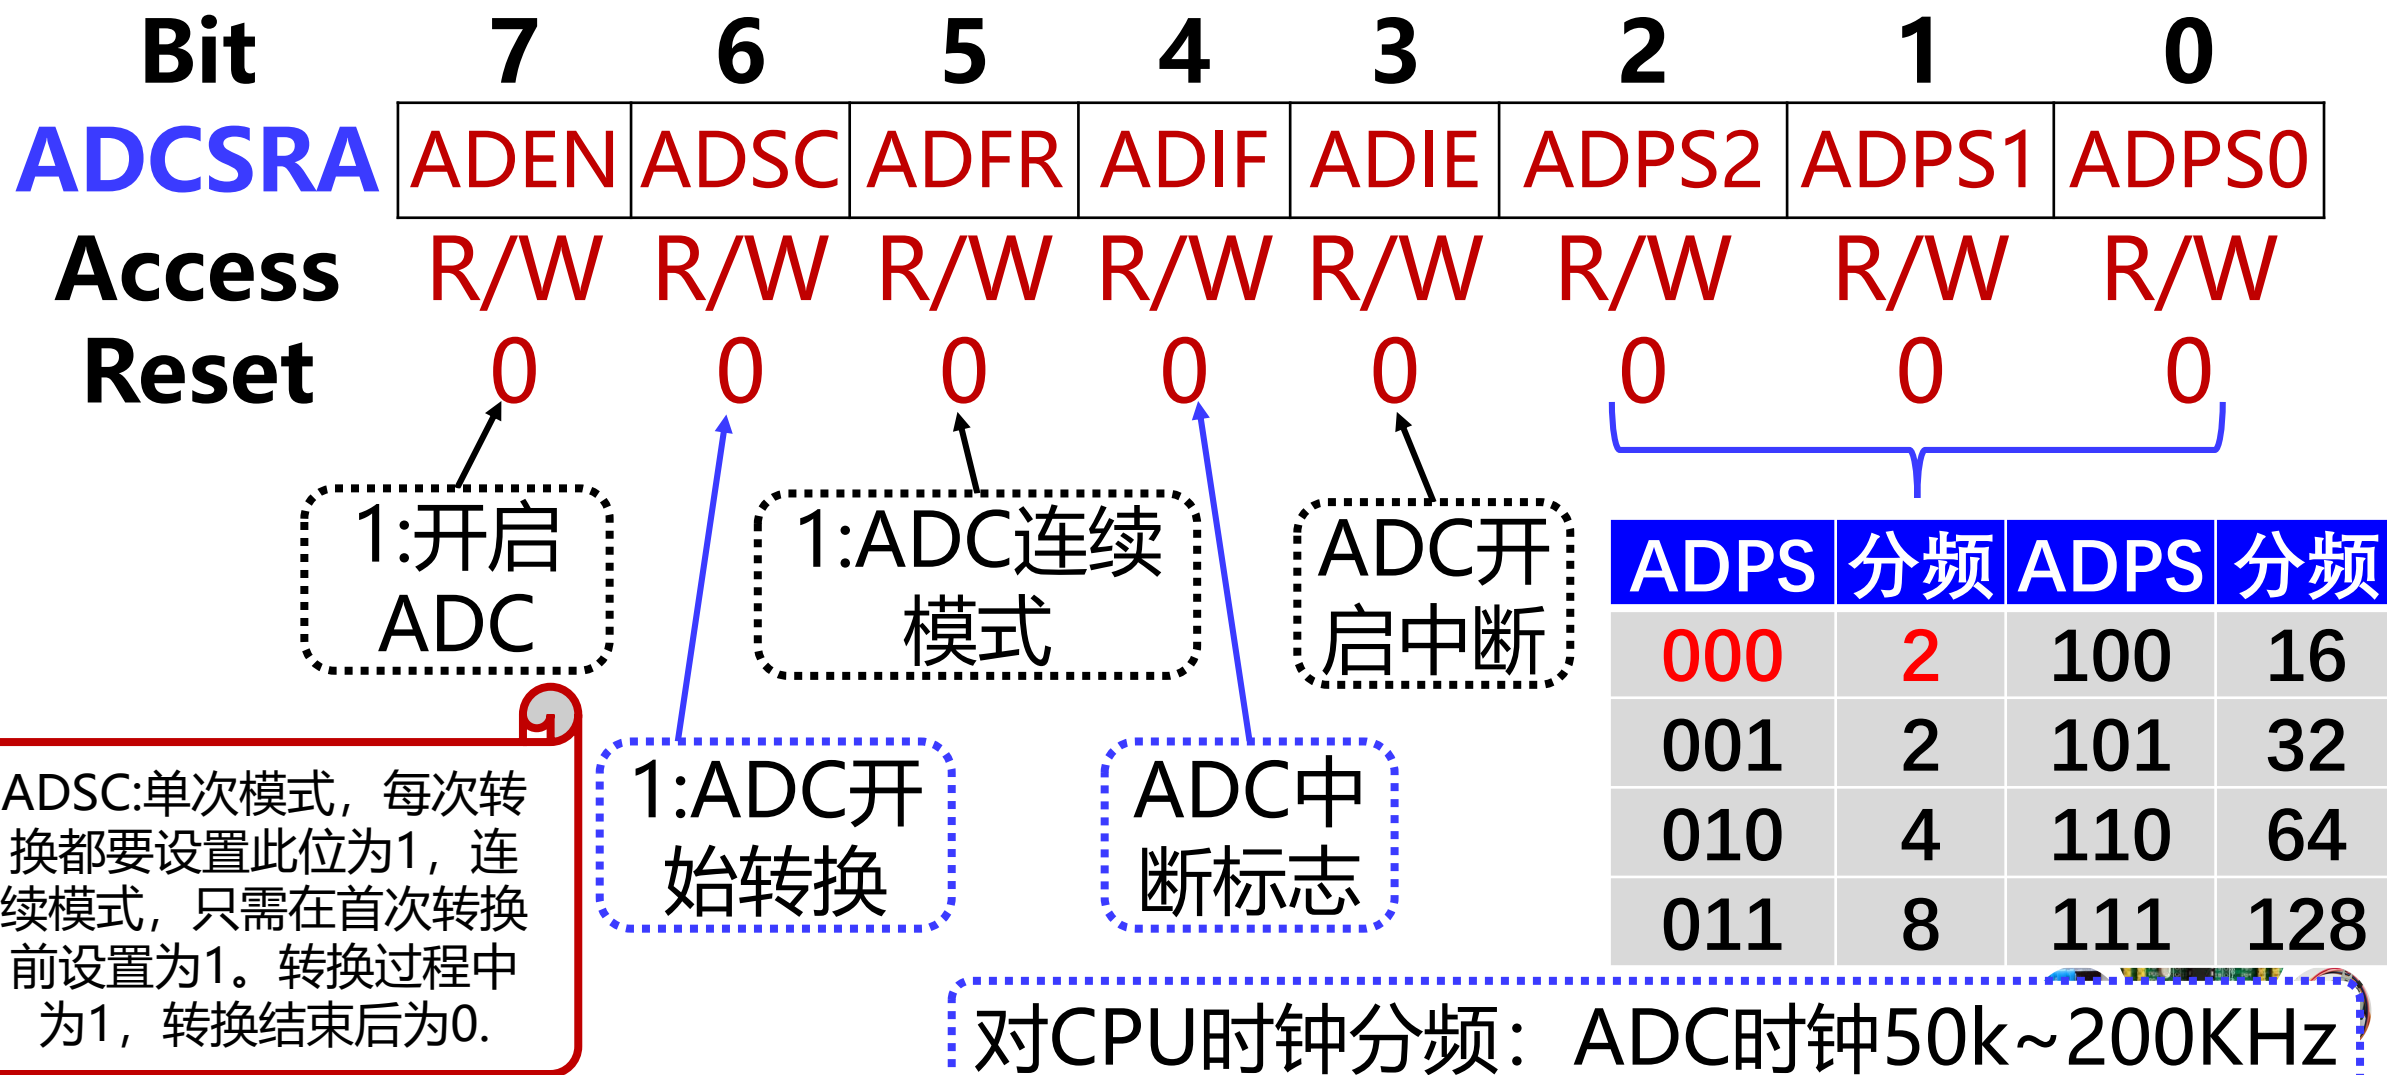 Bit 7 6 5 4 3 2 1 0
ADCSRA ADEN ADSC ADFR ADIF ADIE ADPS2 ADPS1 ADPS0
Access R/W R/W R/W R/W R/W R/W R/W R/W
Reset 0 0 0 0 0 0 0 0
1:开启
ADC
1:ADC连续
模式
ADC开
启中断
ADSC:单次模式，每次转
换都要设置此位为1，连
续模式，只需在首次转换
前设置为1。转换过程中
为1，转换结束后为0.
1:ADC开
始转换
ADC中
断标志
ADPS 分频 ADPS 分频
000 2 100 16
001 2 101 32
010 4 110 64
011 8 111 128
对CPU时钟分频：ADC时钟50k~200KHz